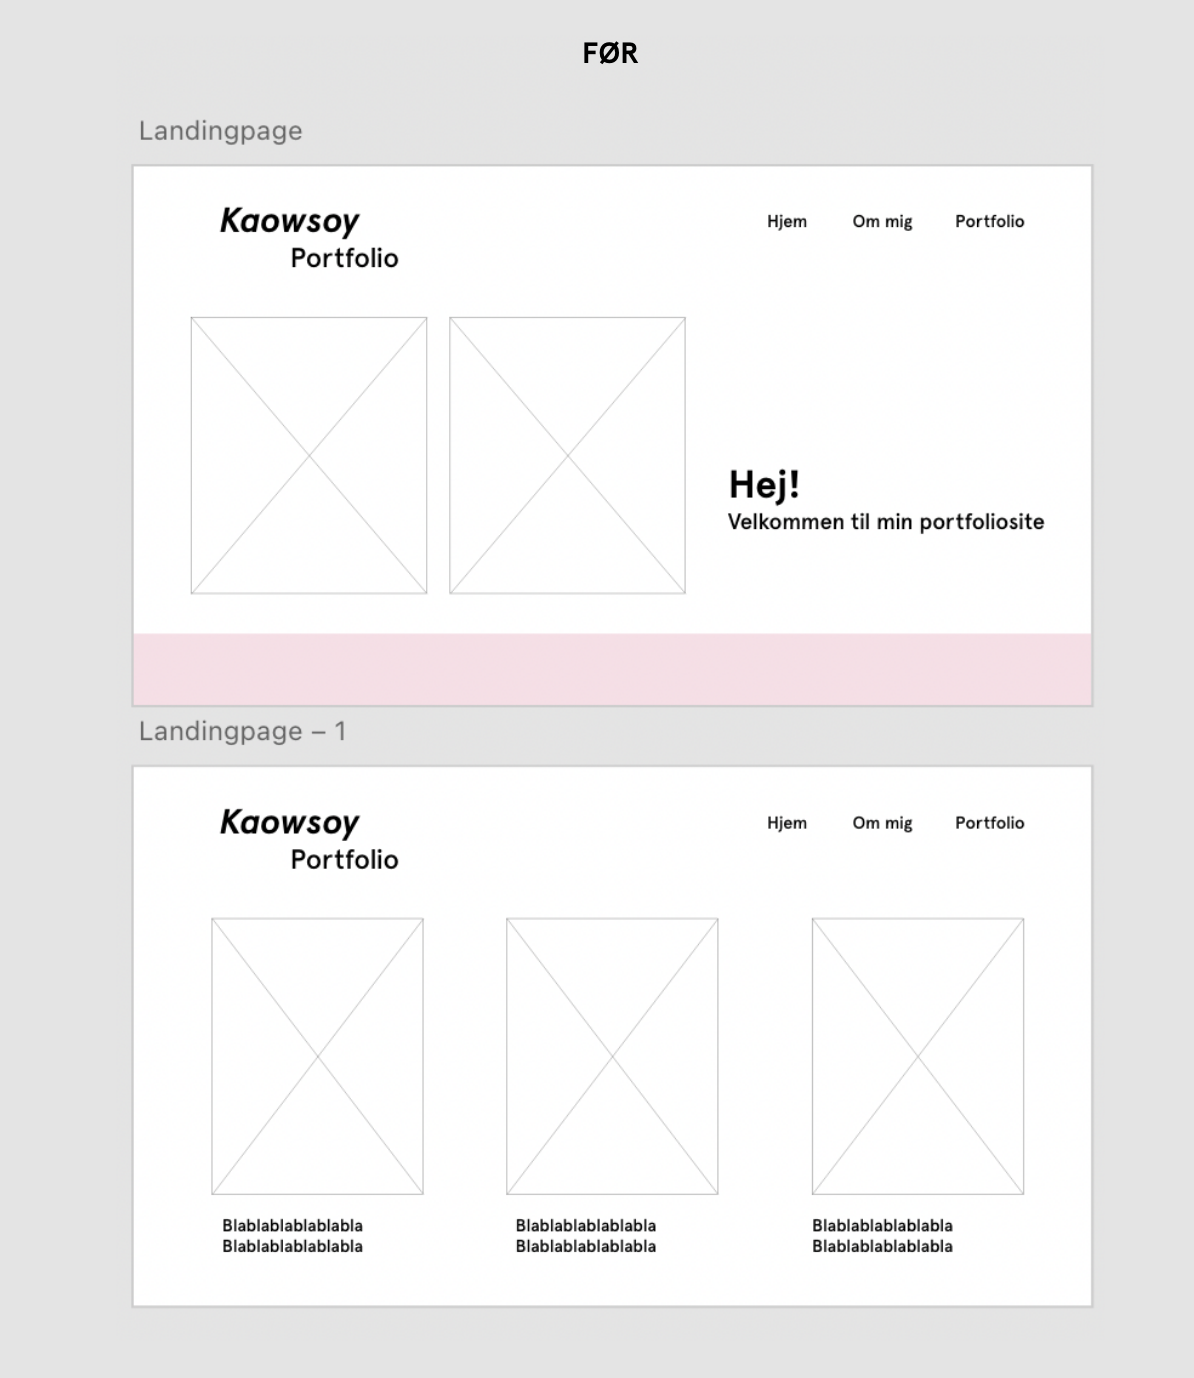 FØR
Landingpage
Kaowsoy
Portfolio
Hjem Om mig Portfolio
Hej!
Velkommen til min portfoliosite
Landingpage – 1
Kaowsoy
Portfolio
Hjem Om mig Portfolio
Blablablablablabla
Blablablablablabla
Blablablablablabla
Blablablablablabla
Blablablablablabla
Blablablablablabla